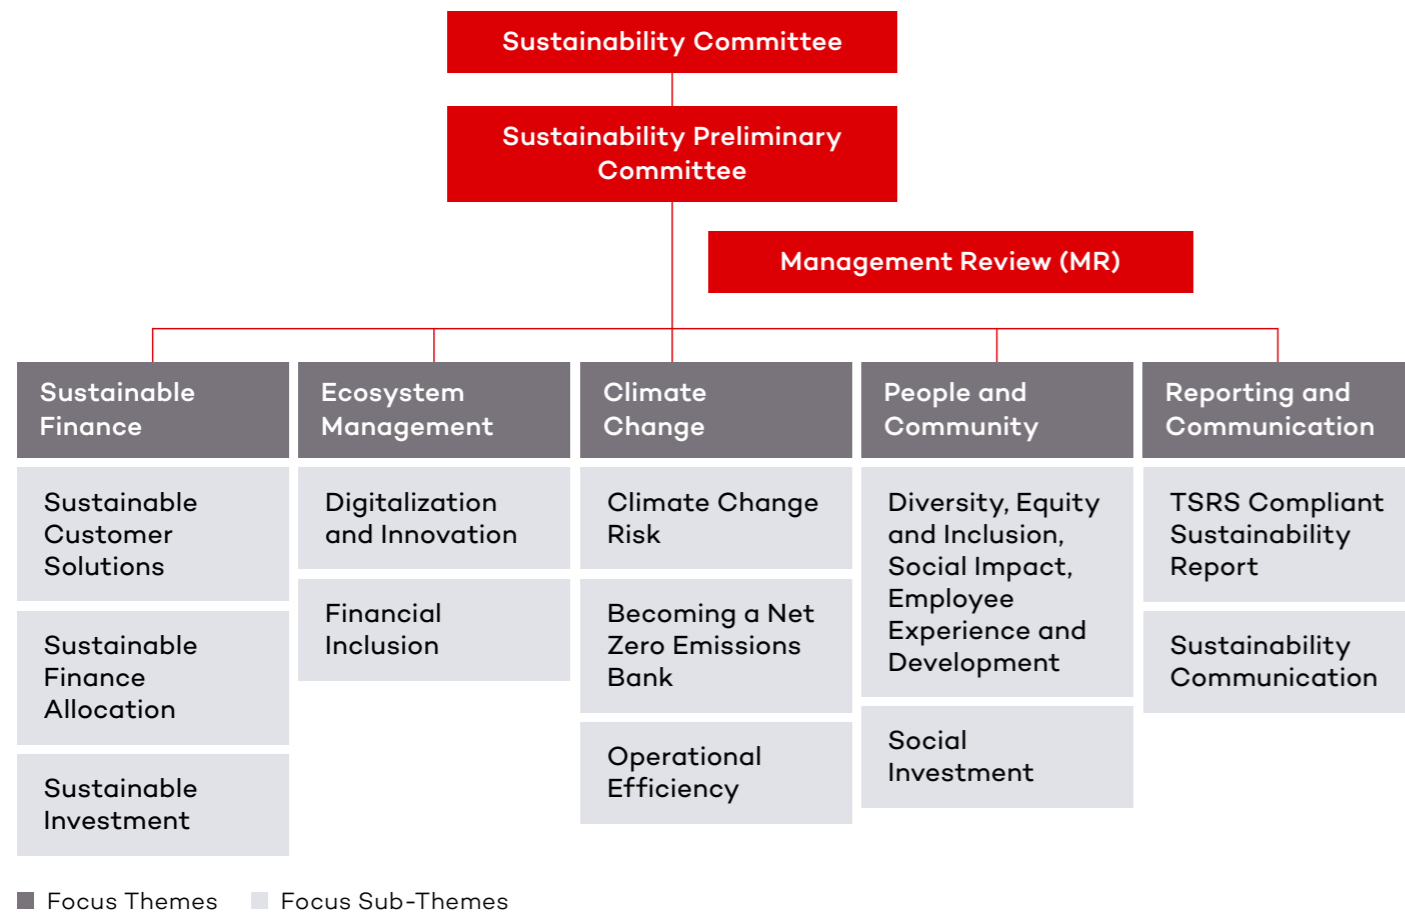 Sustainability Committee
Sustainability Preliminary
Committee
Management Review (MR)
Sustainable
Finance
Sustainable
Customer
Solutions
Sustainable
Finance
Allocation
Sustainable
Investment
Ecosystem
Management
Digitalization
and Innovation
Financial
Inclusion
Climate
Change
Climate Change
Risk
Becoming a Net
Zero Emissions
Bank
Operational
Efficiency
People and
Community
Diversity, Equity
and Inclusion,
Social Impact,
Employee
Experience and
Development
Social
Investment
Reporting and
Communication
TSRS Compliant
Sustainability
Report
Sustainability
Communication
Focus Themes
Focus Sub-Themes